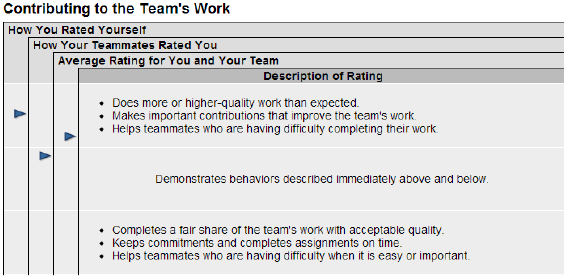 Contributing to the Team's Work
How You Rated Yourself
How Your Teammates Rated You
Average Rating for You and Your Team
Description of Rating
• Does more or higher-quality work than expected.
• Makes important contributions that improve the team's work.
• Helps teammates who are having difficulty completing their work.
Demonstrates behaviors described immediately above and below.
• Completes a fair share of the team's work with acceptable quality.
• Keeps commitments and completes assignments on time.
• Helps teammates who are having difficulty when it is easy or important.